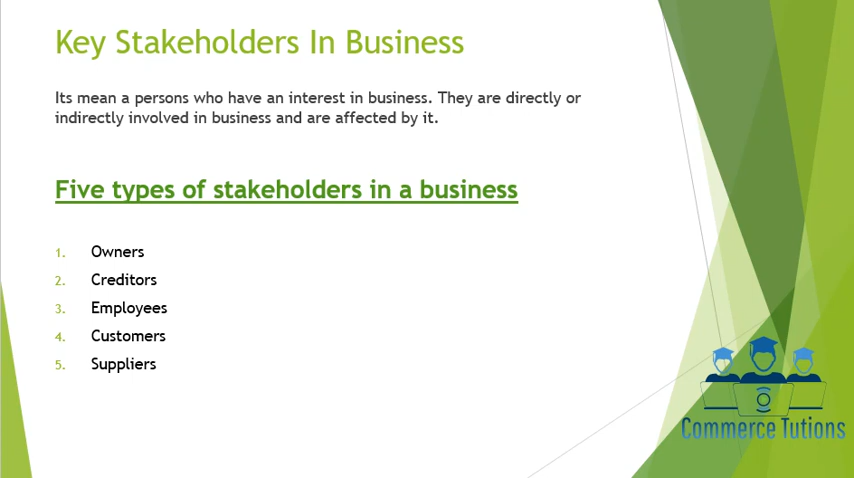 Key Stakeholders In Business
Its mean a persons who have an interest in business. They are directly or
indirectly involved in business and are affected by it.
Five types of stakeholders in a business
1. Owners
2. Creditors
3. Employees
4. Customers
5. Suppliers
Commerce Tutions